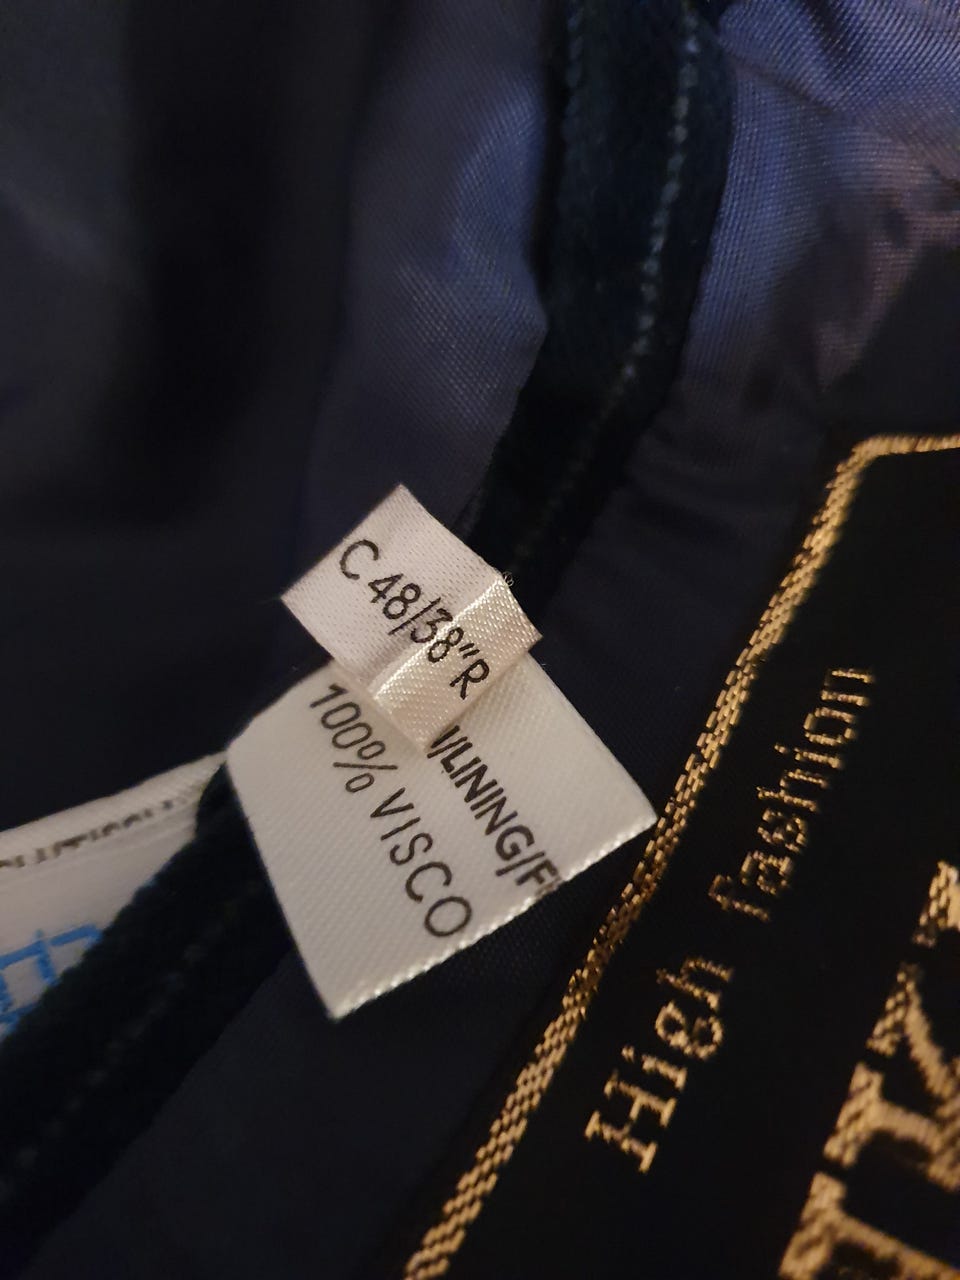 C 48/38"R
/LINING/F
100% VISCO
High fashion